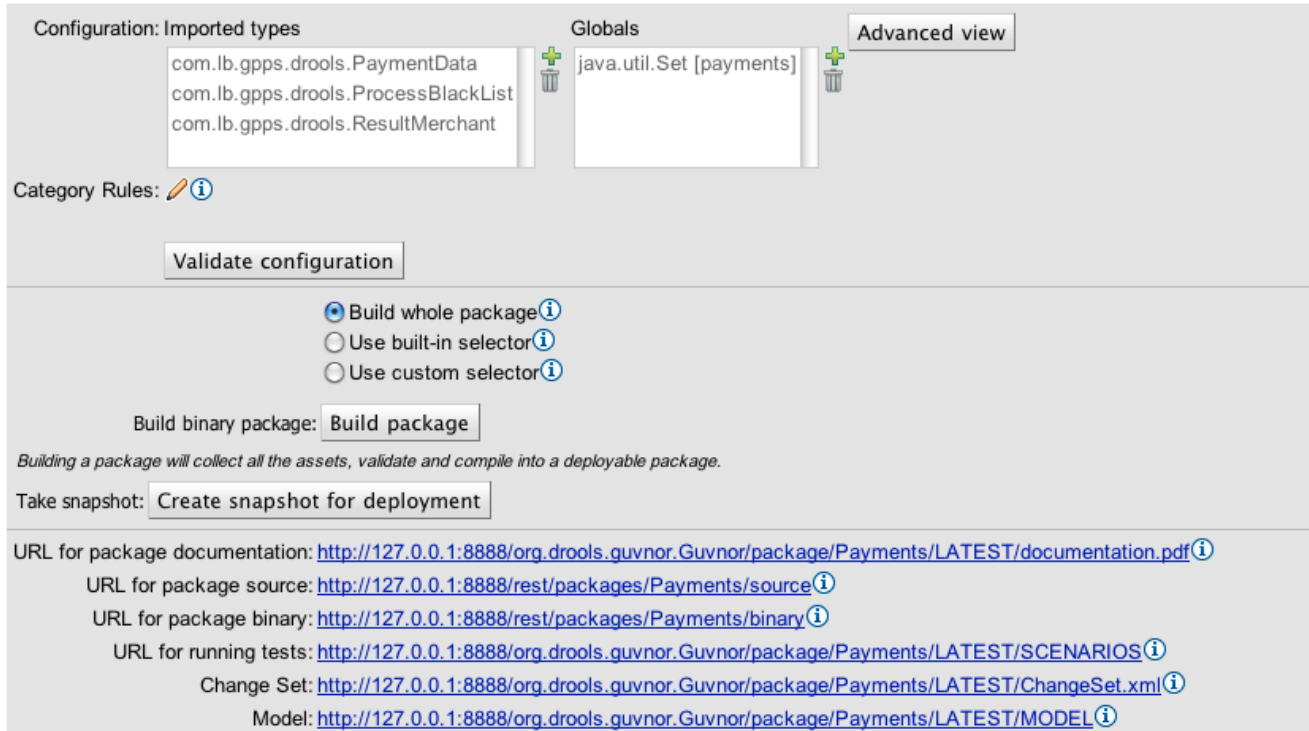 Configuration: Imported types Globals Advanced view
com.lb.gpps.drools.PaymentData java.util.Set [payments]
com.lb.gpps.drools.ProcessBlackList
com.lb.gpps.drools.ResultMerchant
Category Rules:
Validate configuration
Build whole package
Use built-in selector
Use custom selector
Build binary package: Build package
Building a package will collect all the assets, validate and compile into a deployable package.
Take snapshot: Create snapshot for deployment
URL for package documentation: http://127.0.0.1:8888/org.drools.guvnor.Guvnor/package/Payments/LATEST/documentation.pdf
URL for package source: http://127.0.0.1:8888/rest/packages/Payments/source
URL for package binary: http://127.0.0.1:8888/rest/packages/Payments/binary
URL for running tests: http://127.0.0.1:8888/org.drools.guvnor.Guvnor/package/Payments/LATEST/SCENARIOS
Change Set: http://127.0.0.1:8888/org.drools.guvnor.Guvnor/package/Payments/LATEST/ChangeSet.xml
Model: http://127.0.0.1:8888/org.drools.guvnor.Guvnor/package/Payments/LATEST/MODEL